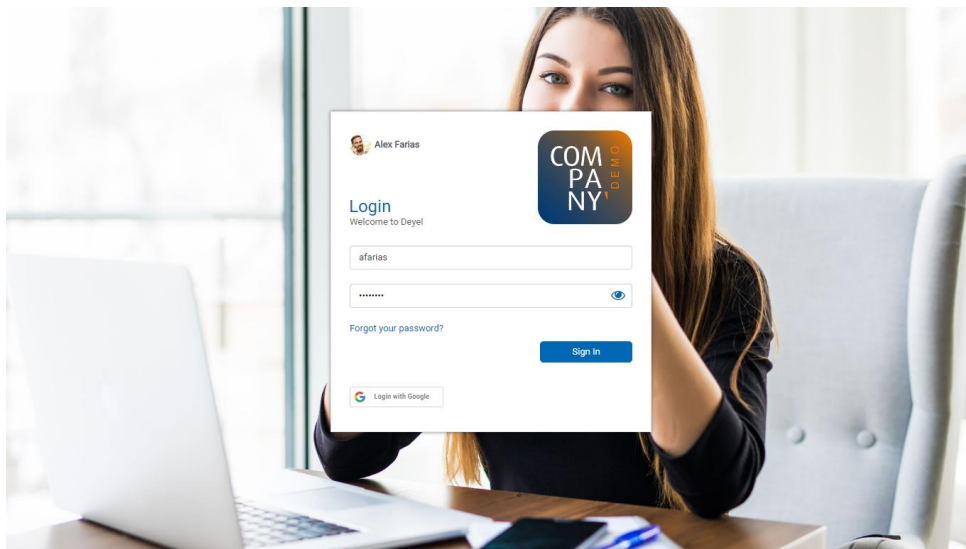 Alex Farias
COM
PA
NY
DEMO
Login
Welcome to Deyel
afarias
••••••••
Forgot your password?
Sign In
Login with Google